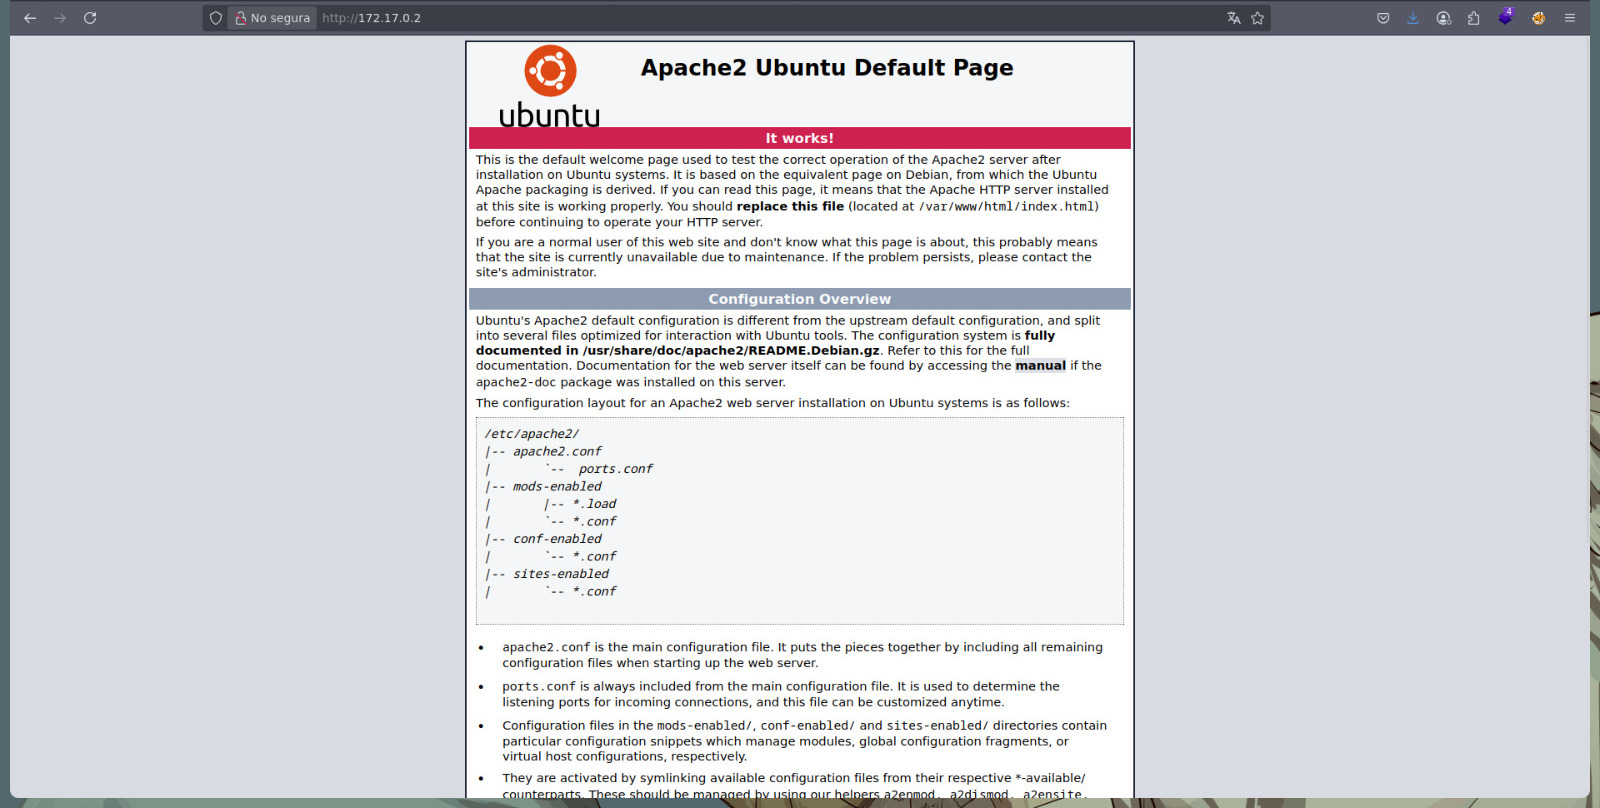 No segura
http://172.17.0.2
4
ubuntu
Apache2 Ubuntu Default Page
It works!
This is the default welcome page used to test the correct operation of the Apache2 server after
installation on Ubuntu systems. It is based on the equivalent page on Debian, from which the Ubuntu
Apache packaging is derived. If you can read this page, it means that the Apache HTTP server installed
at this site is working properly. You should replace this file (located at /var/www/html/index.html)
before continuing to operate your HTTP server.
If you are a normal user of this web site and don't know what this page is about, this probably means
that the site is currently unavailable due to maintenance. If the problem persists, please contact the
site's administrator.
Configuration Overview
Ubuntu's Apache2 default configuration is different from the upstream default configuration, and split
into several files optimized for interaction with Ubuntu tools. The configuration system is fully
documented in /usr/share/doc/apache2/README.Debian.gz. Refer to this for the full
documentation. Documentation for the web server itself can be found by accessing the manual if the
apache2-doc package was installed on this server.
The configuration layout for an Apache2 web server installation on Ubuntu systems is as follows:
/etc/apache2/
|-- apache2.conf
|       `--  ports.conf
|-- mods-enabled
|       |-- *.load
|       `-- *.conf
|-- conf-enabled
|       `-- *.conf
|-- sites-enabled
|       `-- *.conf
• apache2.conf is the main configuration file. It puts the pieces together by including all remaining
configuration files when starting up the web server.
• ports.conf is always included from the main configuration file. It is used to determine the
listening ports for incoming connections, and this file can be customized anytime.
• Configuration files in the mods-enabled/, conf-enabled/ and sites-enabled/ directories contain
particular configuration snippets which manage modules, global configuration fragments, or
virtual host configurations, respectively.
• They are activated by symlinking available configuration files from their respective *-available/
counterparts. These should be managed by using our helpers a2enmod, a2dismod, a2ensite,